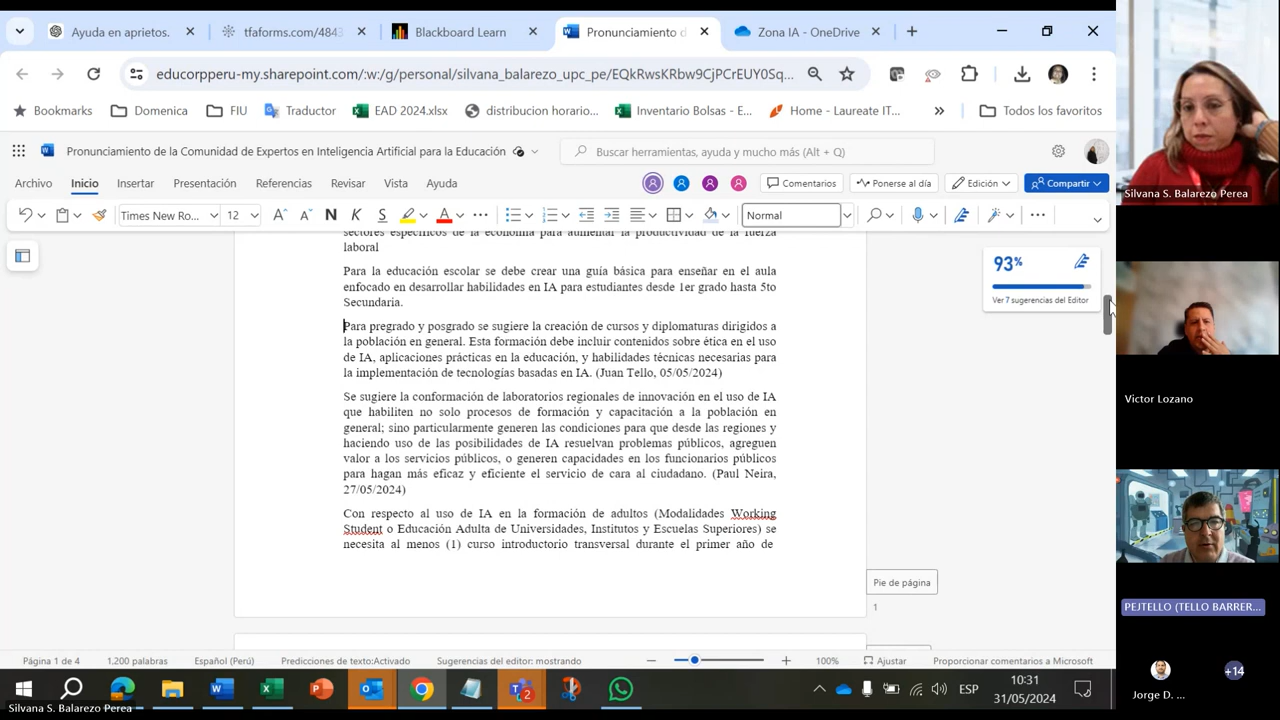 Ayuda en aprietos.
tfaforms.com/4843
Blackboard Learn
Pronunciamiento d
Zona IA - OneDrive
educorpperu-my.sharepoint.com/:w:/g/personal/silvana_balarezo_upc_pe/EQkRwsKRbw9CjPCrEUY0Sq...
Bookmarks
Domenica
FIU
Traductor
EAD 2024.xlsx
distribucion horario...
Inventario Bolsas - E...
Home - Laureate IT...
Todos los favoritos
Pronunciamiento de la Comunidad de Expertos en Inteligencia Artificial para la Educación
Buscar herramientas, ayuda y mucho más (Alt + Q)
Archivo Inicio Insertar Presentación Referencias Revisar Vista Ayuda
Comentarios
Ponerse al día
Edición
Compartir
Times New Ro...
12
N K S
Normal
sectores específicos de la economía para aumentar la productividad de la fuerza
laboral
Para la educación escolar se debe crear una guía básica para enseñar en el aula
enfocado en desarrollar habilidades en IA para estudiantes desde 1er grado hasta 5to
Secundaria.
Para pregrado y posgrado se sugiere la creación de cursos y diplomaturas dirigidos a
la población en general. Esta formación debe incluir contenidos sobre ética en el uso
de IA, aplicaciones prácticas en la educación, y habilidades técnicas necesarias para
la implementación de tecnologías basadas en IA. (Juan Tello, 05/05/2024)
Se sugiere la conformación de laboratorios regionales de innovación en el uso de IA
que habiliten no solo procesos de formación y capacitación a la población en
general; sino particularmente generen las condiciones para que desde las regiones y
haciendo uso de las posibilidades de IA resuelvan problemas públicos, agreguen
valor a los servicios públicos, o generen capacidades en los funcionarios públicos
para hagan más eficaz y eficiente el servicio de cara al ciudadano. (Paul Neira,
27/05/2024)
Con respecto al uso de IA en la formación de adultos (Modalidades Working
Student o Educación Adulta de Universidades, Institutos y Escuelas Superiores) se
necesita al menos (1) curso introductorio transversal durante el primer año de
93%
Ver 7 sugerencias del Editor
Pie de página
1
Página 1 de 4
1,200 palabras
Español (Perú)
Predicciones de texto:Activado
Sugerencias del editor: mostrando
100%
Ajustar
Proporcionar comentarios a Microsoft
2
ESP
10:31
31/05/2024
Silvana S. Balarezo Perea
Silvana S. Balarezo Perea
Victor Lozano
PEJTELLO (TELLO BARRER...
Jorge D. ...
+14